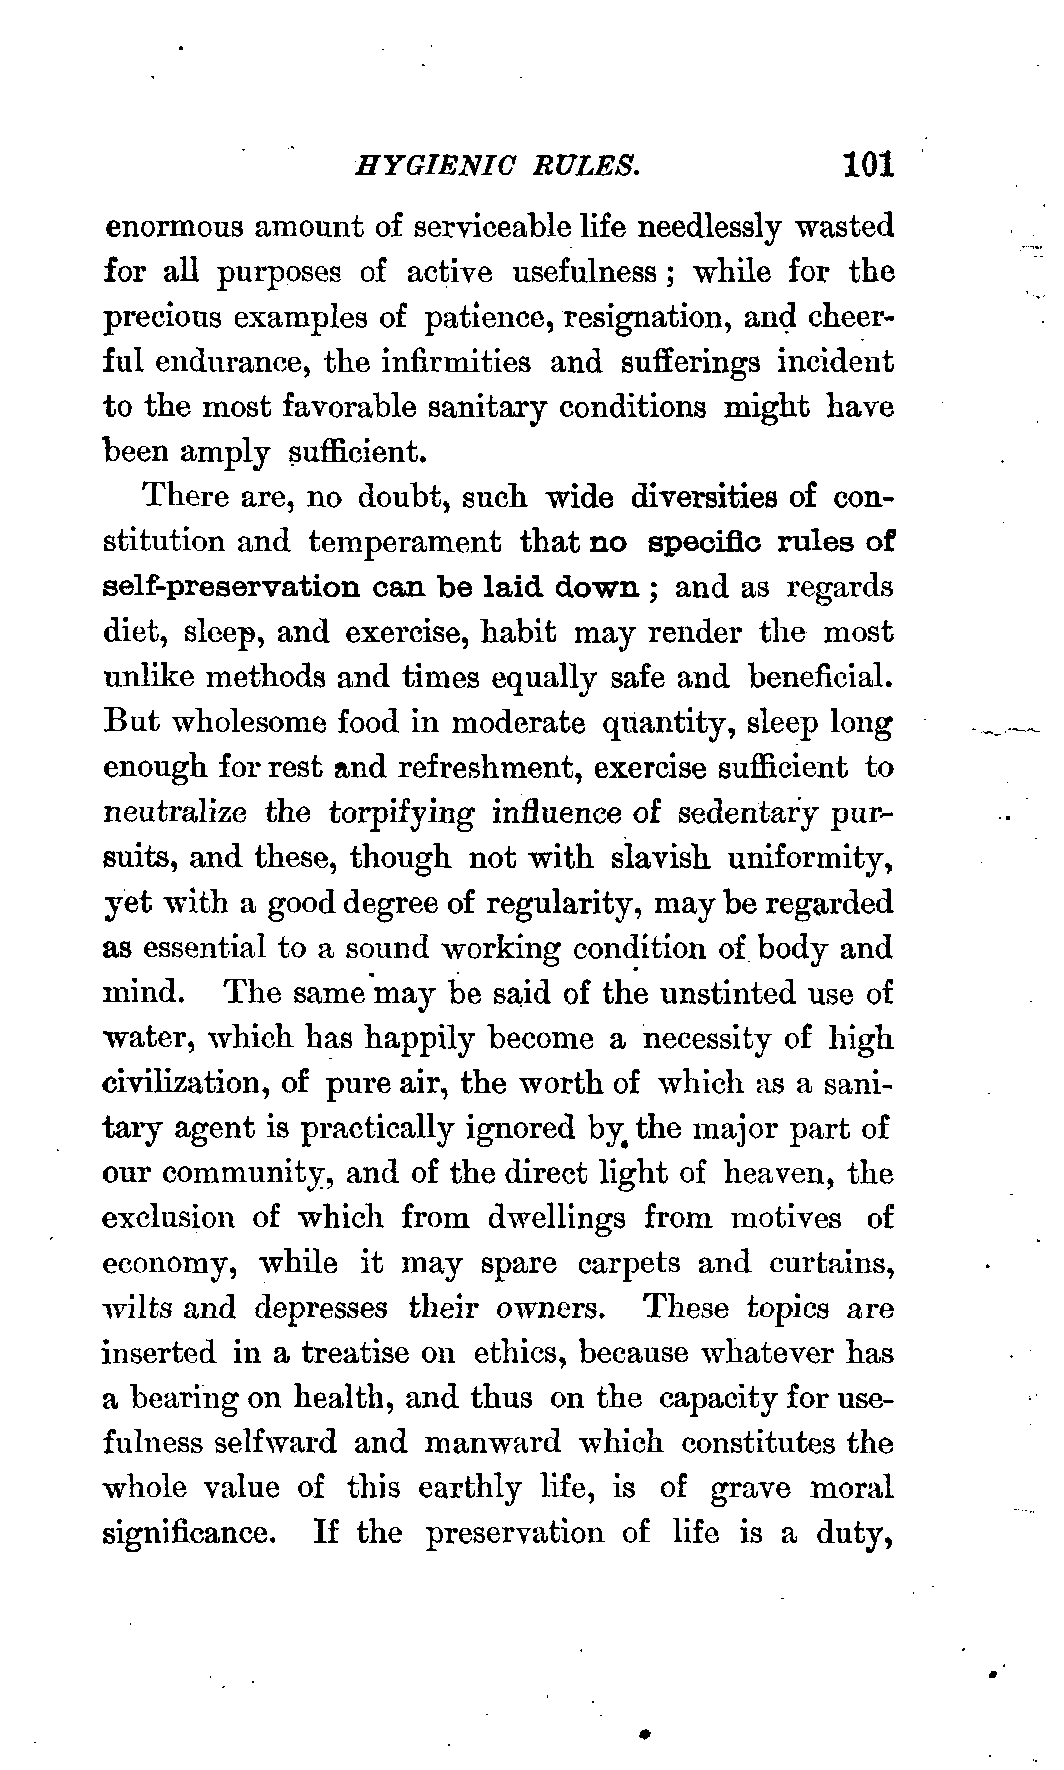 HYGIENIC RULES. 101
enormous amount of serviceable life needlessly wasted
for all purposes of active usefulness ; while for the
precious examples of patience, resignation, and cheer-
ful endurance, the infirmities and sufferings incident
to the most favorable sanitary conditions might have
been amply sufficient.
There are, no doubt, such wide diversities of con-
stitution and temperament that no specific rules of
self-preservation can be laid down ; and as regards
diet, sleep, and exercise, habit may render the most
unlike methods and times equally safe and beneficial.
But wholesome food in moderate quantity, sleep long
enough for rest and refreshment, exercise sufficient to
neutralize the torpifying influence of sedentary pur-
suits, and these, though not with slavish uniformity,
yet with a good degree of regularity, may be regarded
as essential to a sound working condition of body and
mind. The same may be said of the unstinted use of
water, which has happily become a necessity of high
civilization, of pure air, the worth of which as a sani-
tary agent is practically ignored by the major part of
our community, and of the direct light of heaven, the
exclusion of which from dwellings from motives of
economy, while it may spare carpets and curtains,
wilts and depresses their owners. These topics are
inserted in a treatise on ethics, because whatever has
a bearing on health, and thus on the capacity for use-
fulness selfward and manward which constitutes the
whole value of this earthly life, is of grave moral
significance. If the preservation of life is a duty,